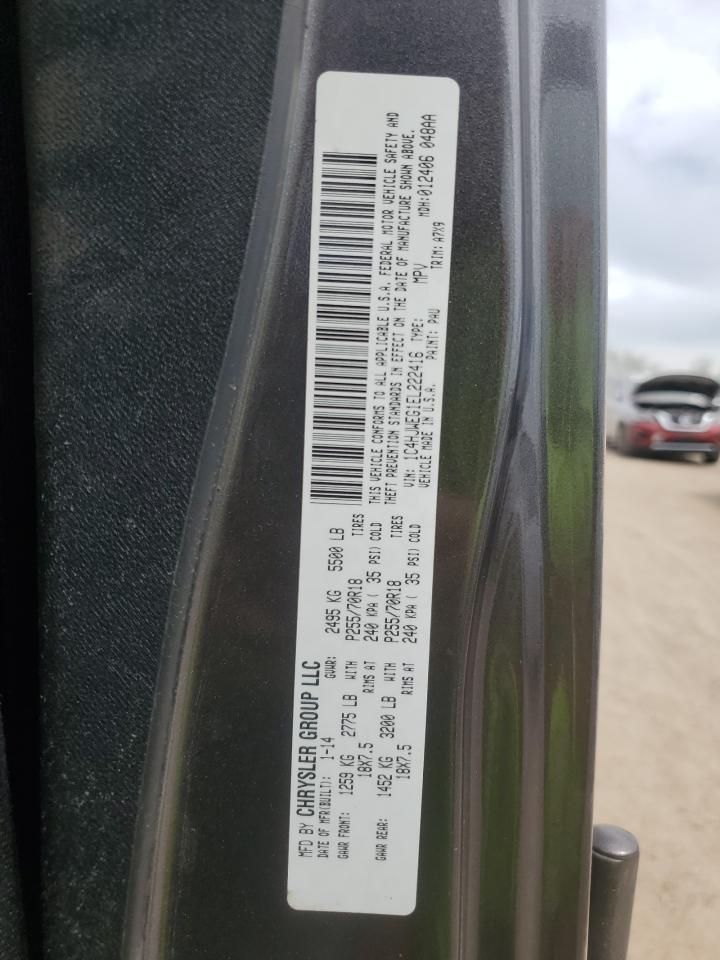 MFD BY CHRYSLER GROUP LLC
DATE OF MFR(BUILT): 1-14 GVWR: 2495 KG 5500 LB
GAWR FRONT: 1259 KG 2775 LB WITH P255/70R18 TIRES
18X7.5 RIMS AT 240 KPA ( 35 PSI) COLD
GAWR REAR: 1452 KG 3200 LB WITH P255/70R18 TIRES
18X7.5 RIMS AT 240 KPA ( 35 PSI) COLD
THIS VEHICLE CONFORMS TO ALL APPLICABLE U.S.A. FEDERAL MOTOR VEHICLE SAFETY AND
THEFT PREVENTION STANDARDS IN EFFECT ON THE DATE OF MANUFACTURE SHOWN ABOVE.
VIN: 1C4HJWEG1EL222416 TYPE: MPV MDH:012406 048AA
VEHICLE MADE IN U.S.A. PAINT: PAU TRIM: A7X9